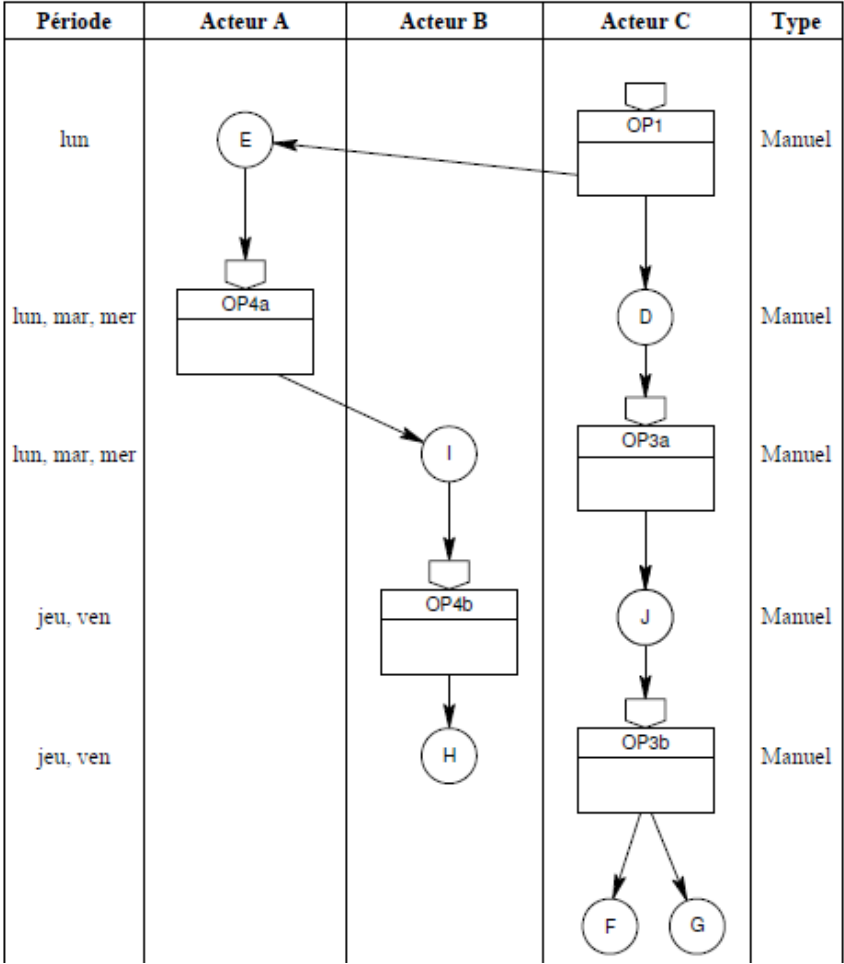 Période Acteur A Acteur B Acteur C Type
OP1
lun E Manuel
OP4a
lun, mar, mer D Manuel
OP3a
lun, mar, mer I Manuel
OP4b
jeu, ven J Manuel
OP3b
jeu, ven H Manuel
F G